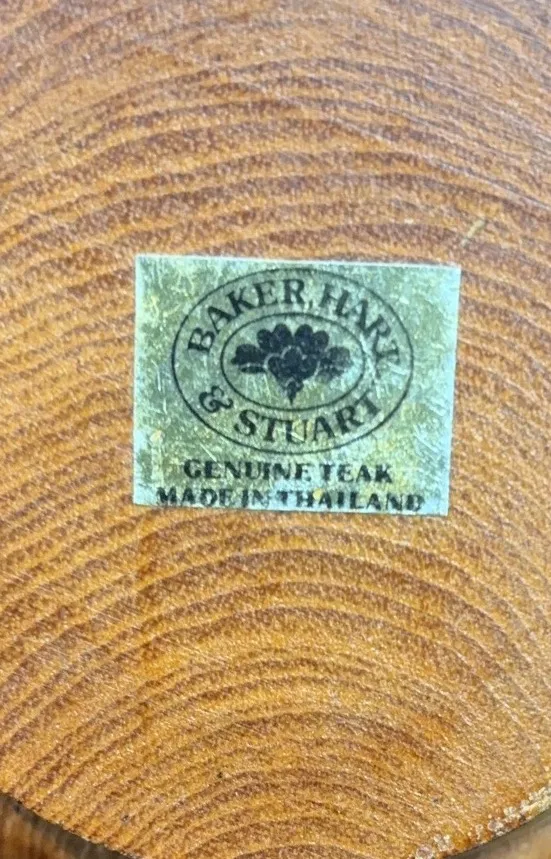 BAKER, HART
& STUART
GENUINE TEAK
MADE IN THAILAND